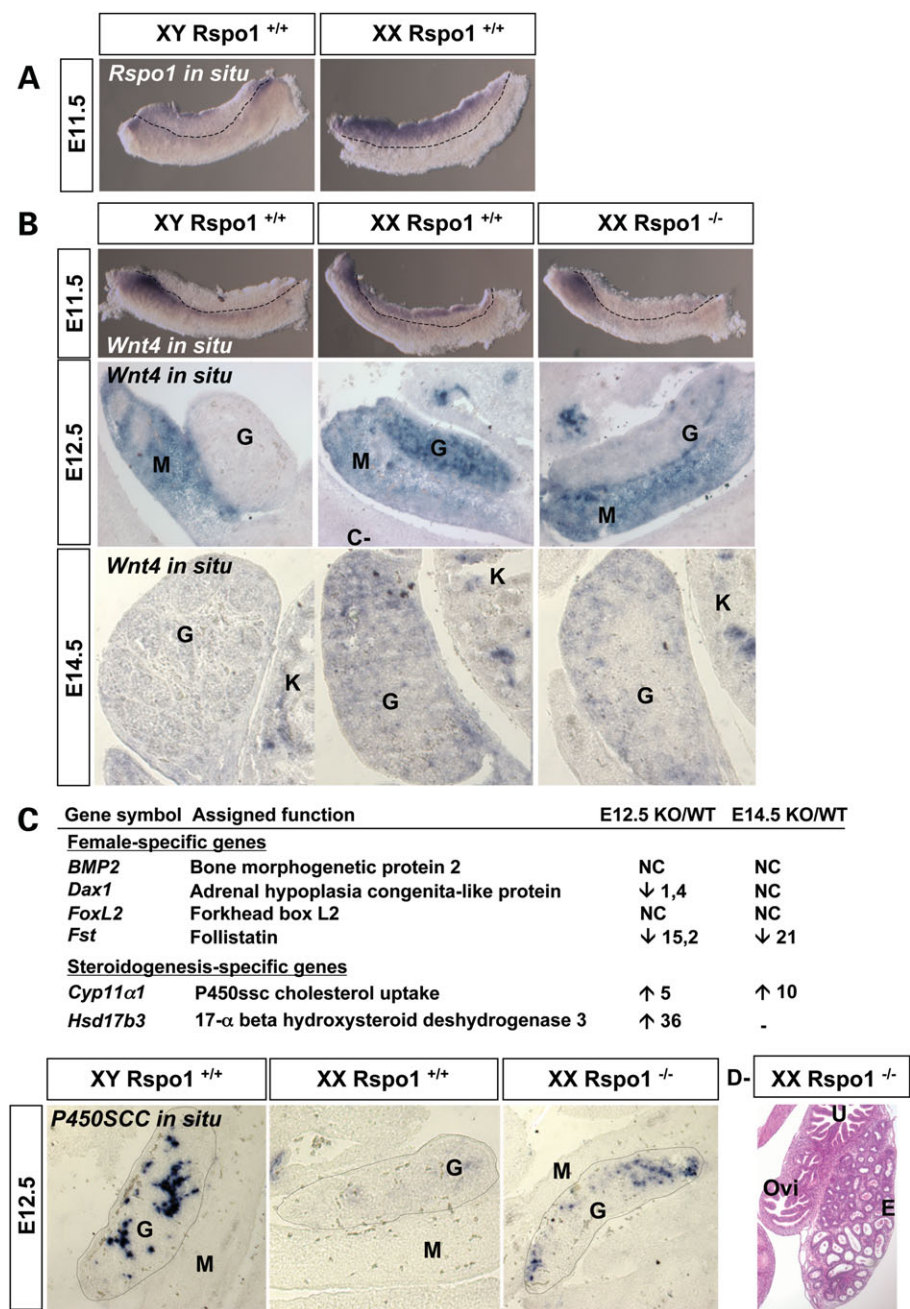 XY Rspo1 +/+ XX Rspo1 +/+
A
E11.5
Rspo1 in situ
B
XY Rspo1 +/+ XX Rspo1 +/+ XX Rspo1 -/-
E11.5
Wnt4 in situ
E12.5
Wnt4 in situ
G
M
G
M
C-
G
M
E14.5
Wnt4 in situ
G
K
K
G
K
G
C
Gene symbol Assigned function E12.5 KO/WT E14.5 KO/WT
Female-specific genes
BMP2 Bone morphogenetic protein 2 NC NC
Dax1 Adrenal hypoplasia congenita-like protein ↓ 1,4 NC
FoxL2 Forkhead box L2 NC NC
Fst Follistatin ↓ 15,2 ↓ 21
Steroidogenesis-specific genes
Cyp11α1 P450ssc cholesterol uptake ↑ 5 ↑ 10
Hsd17b3 17-α beta hydroxysteroid deshydrogenase 3 ↑ 36 -
XY Rspo1 +/+ XX Rspo1 +/+ XX Rspo1 -/- D- XX Rspo1 -/-
E12.5
P450SCC in situ
G
M
G
M
M
G
U
Ovi
E